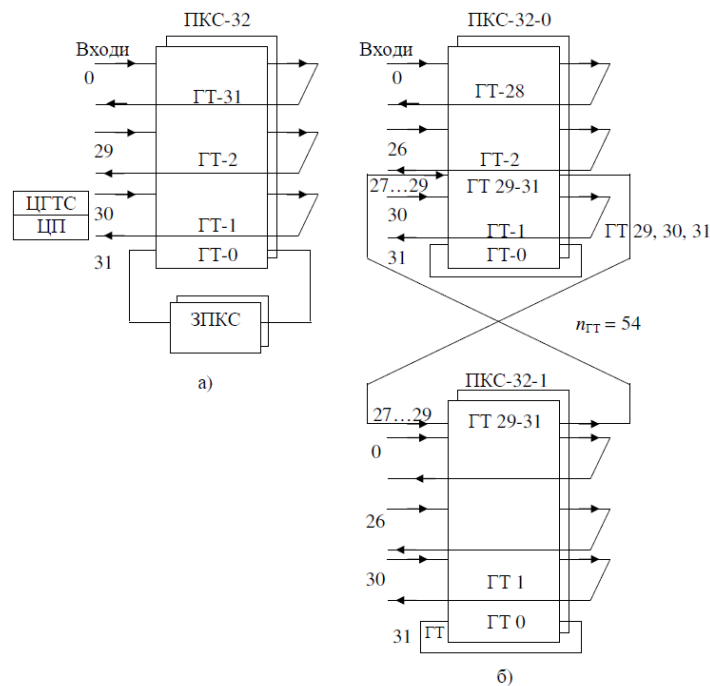 ПКС-32
Входи
0
ГТ-31
29
ГТ-2
ЦГТС
ЦП
30
ГТ-1
31
ГТ-0
ЗПКС
а)
ПКС-32-0
Входи
0
ГТ-28
26
ГТ-2
27…29
ГТ 29-31
30
ГТ-1
ГТ 29, 30, 31
31
ГТ-0
nГТ = 54
ПКС-32-1
27…29
ГТ 29-31
0
26
30
ГТ 1
31
ГТ
ГТ 0
б)